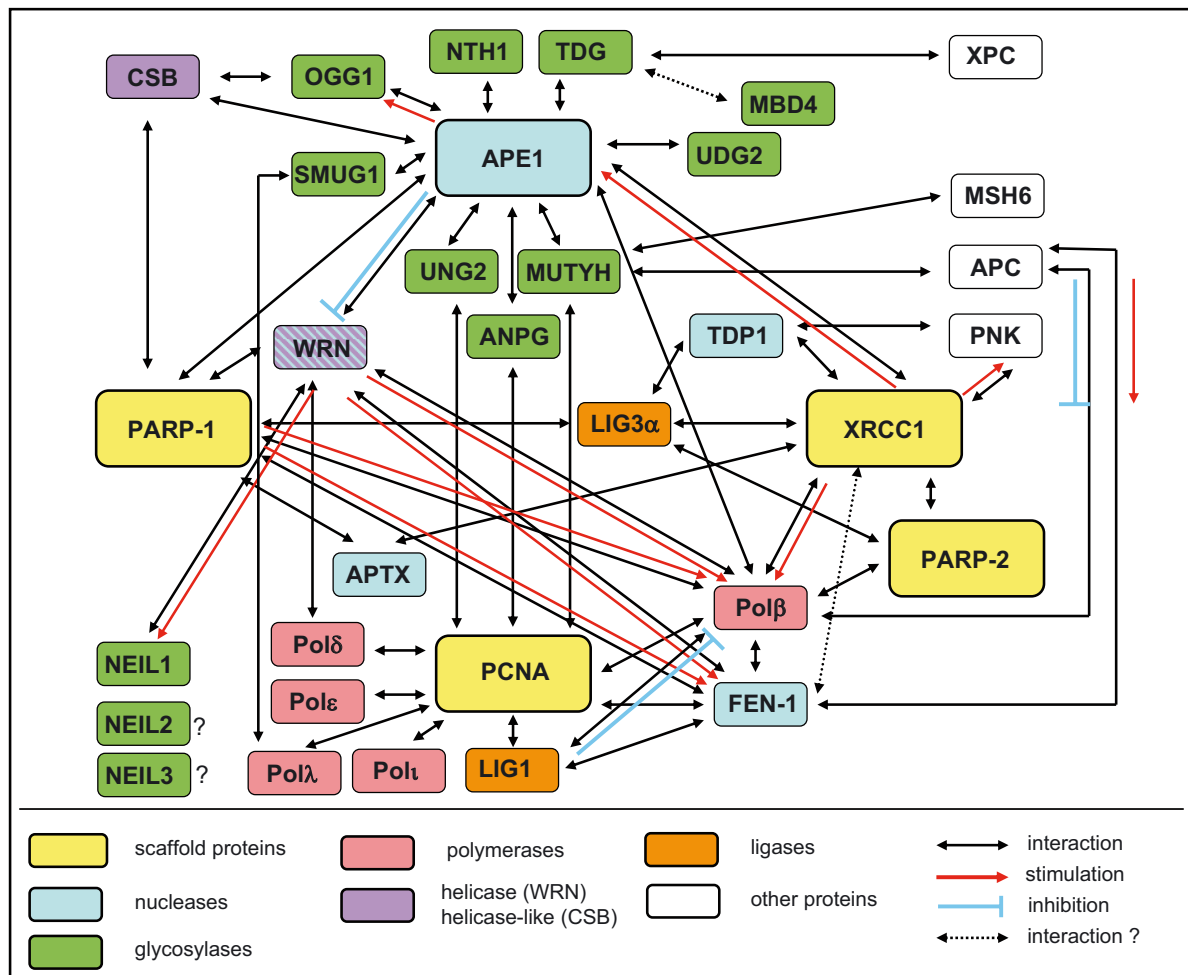 NTH1
TDG
XPC
CSB
OGG1
MBD4
APE1
UDG2
SMUG1
MSH6
UNG2
MUTYH
APC
WRN
ANPG
TDP1
PNK
PARP-1
LIG3α
XRCC1
APTX
PARP-2
Polβ
Polδ
NEIL1
PCNA
Polε
FEN-1
NEIL2 ?
NEIL3 ?
Polλ
Polι
LIG1
scaffold proteins
polymerases
ligases
interaction
stimulation
nucleases
helicase (WRN)
helicase-like (CSB)
other proteins
inhibition
interaction ?
glycosylases